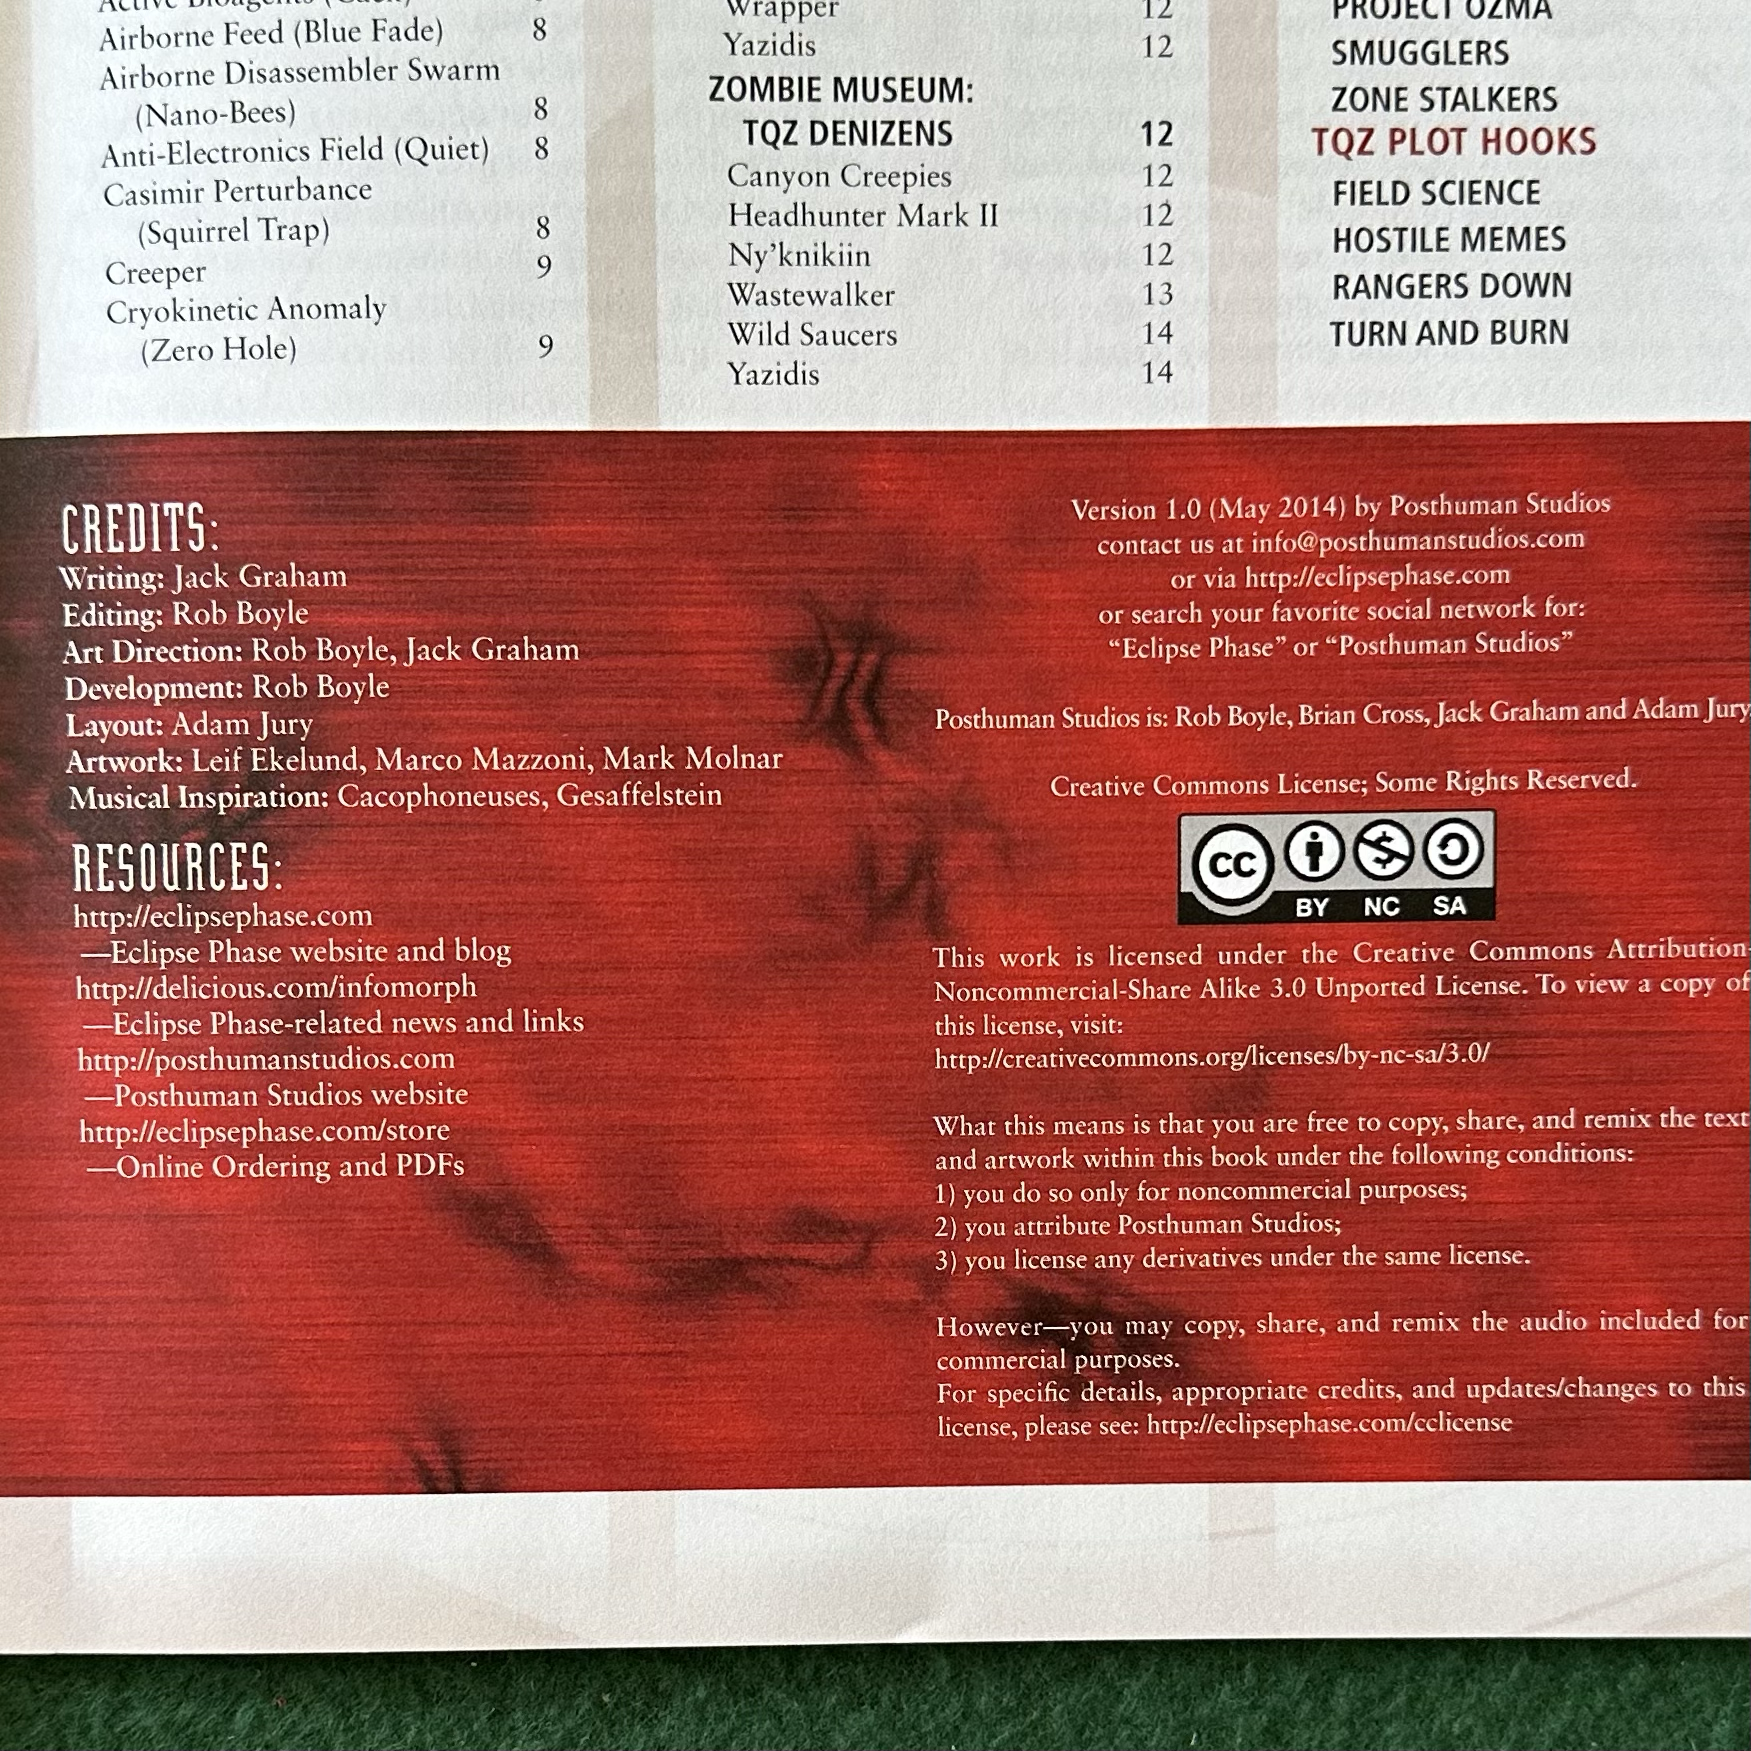 Airborne Feed (Blue Fade) 8
Airborne Disassembler Swarm
(Nano-Bees) 8
Anti-Electronics Field (Quiet) 8
Casimir Perturbance
(Squirrel Trap) 8
Creeper 9
Cryokinetic Anomaly
(Zero Hole) 9
Wrapper 12
Yazidis 12
ZOMBIE MUSEUM:
TQZ DENIZENS 12
Canyon Creepies 12
Headhunter Mark II 12
Ny’knikiin 12
Wastewalker 13
Wild Saucers 14
Yazidis 14
PROJECT OZMA
SMUGGLERS
ZONE STALKERS
TQZ PLOT HOOKS
FIELD SCIENCE
HOSTILE MEMES
RANGERS DOWN
TURN AND BURN
CREDITS:
Writing: Jack Graham
Editing: Rob Boyle
Art Direction: Rob Boyle, Jack Graham
Development: Rob Boyle
Layout: Adam Jury
Artwork: Leif Ekelund, Marco Mazzoni, Mark Molnar
Musical Inspiration: Cacophoneuses, Gesaffelstein
RESOURCES:
http://eclipsephase.com
—Eclipse Phase website and blog
http://delicious.com/infomorph
—Eclipse Phase-related news and links
http://posthumanstudios.com
—Posthuman Studios website
http://eclipsephase.com/store
—Online Ordering and PDFs
Version 1.0 (May 2014) by Posthuman Studios
contact us at info@posthumanstudios.com
or via http://eclipsephase.com
or search your favorite social network for:
“Eclipse Phase” or “Posthuman Studios”
Posthuman Studios is: Rob Boyle, Brian Cross, Jack Graham and Adam Jury
Creative Commons License; Some Rights Reserved.
CC
BY NC SA
This work is licensed under the Creative Commons Attribution-
Noncommercial-Share Alike 3.0 Unported License. To view a copy of
this license, visit:
http://creativecommons.org/licenses/by-nc-sa/3.0/
What this means is that you are free to copy, share, and remix the text
and artwork within this book under the following conditions:
1) you do so only for noncommercial purposes;
2) you attribute Posthuman Studios;
3) you license any derivatives under the same license.
However—you may copy, share, and remix the audio included for
commercial purposes.
For specific details, appropriate credits, and updates/changes to this
license, please see: http://eclipsephase.com/cclicense